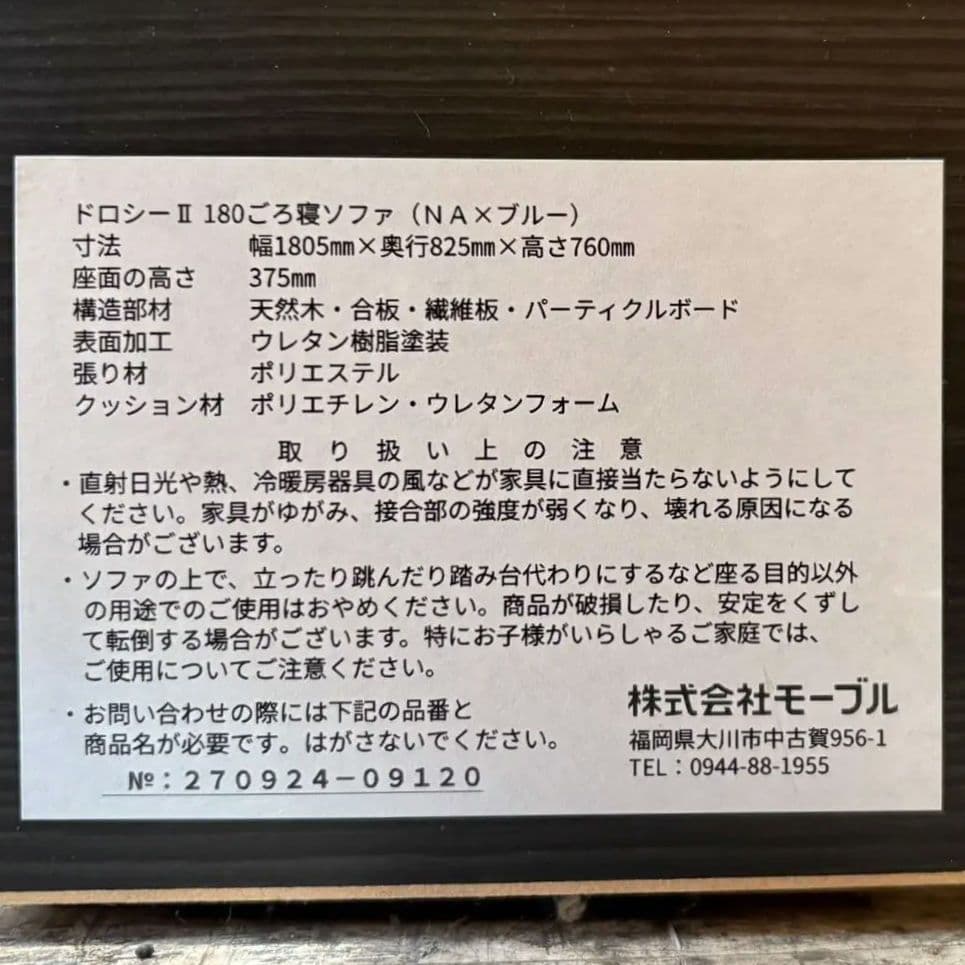 ドロシーⅡ 180ごろ寝ソファ（ＮＡ×ブルー）
寸法 幅1805㎜×奥行825㎜×高さ760㎜
座面の高さ 375㎜
構造部材 天然木・合板・繊維板・パーティクルボード
表面加工 ウレタン樹脂塗装
張り材 ポリエステル
クッション材 ポリエチレン・ウレタンフォーム
取り扱い上の注意
・直射日光や熱、冷暖房器具の風などが家具に直接当たらないようにして
ください。家具がゆがみ、接合部の強度が弱くなり、壊れる原因になる
場合がございます。
・ソファの上で、立ったり跳んだり踏み台代わりにするなど座る目的以外
の用途でのご使用はおやめください。商品が破損したり、安定をくずし
て転倒する場合がございます。特にお子様がいらしゃるご家庭では、
ご使用についてご注意ください。
・お問い合わせの際には下記の品番と
商品名が必要です。はがさないでください。
№：２７０９２４－０９１２０
株式会社モーブル
福岡県大川市中古賀956-1
TEL：0944-88-1955